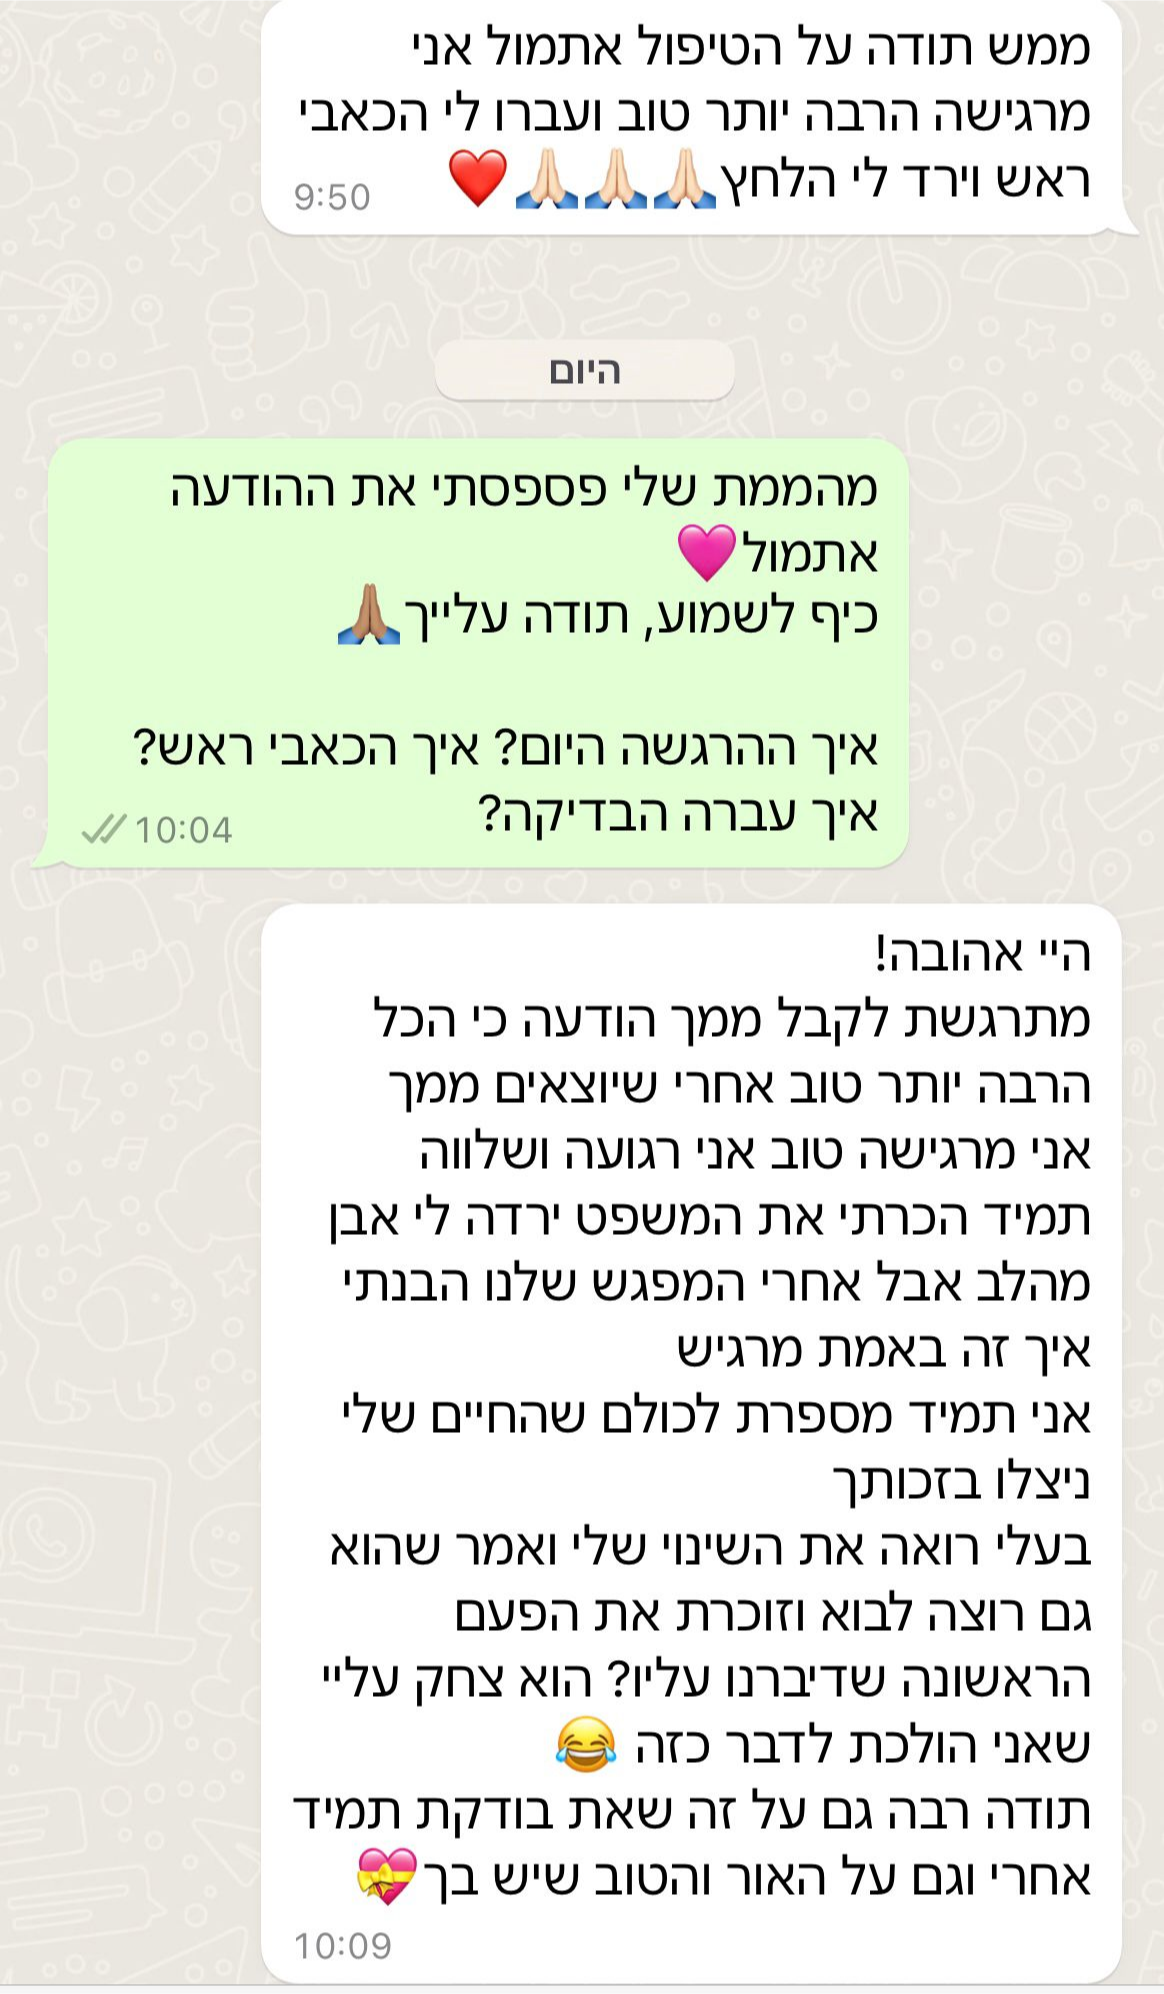 ממש תודה על הטיפול אתמול אני
מרגישה הרבה יותר טוב ועברו לי הכאבי
ראש וירד לי הלחץ🙏🏻🙏🏻🙏🏻❤️
9:50
היום
מהממת שלי פספסתי את ההודעה
אתמול🩷
כיף לשמוע, תודה עלייך🙏🏽
איך ההרגשה היום? איך הכאבי ראש?
איך עברה הבדיקה?
10:04
היי אהובה!
מתרגשת לקבל ממך הודעה כי הכל
הרבה יותר טוב אחרי שיוצאים ממך
אני מרגישה טוב אני רגועה ושלווה
תמיד הכרתי את המשפט ירדה לי אבן
מהלב אבל אחרי המפגש שלנו הבנתי
איך זה באמת מרגיש
אני תמיד מספרת לכולם שהחיים שלי
ניצלו בזכותך
בעלי רואה את השינוי שלי ואמר שהוא
גם רוצה לבוא וזוכרת את הפעם
הראשונה שדיברנו עליו? הוא צחק עליי
שאני הולכת לדבר כזה 😂
תודה רבה גם על זה שאת בודקת תמיד
אחרי וגם על האור והטוב שיש בך💝
10:09